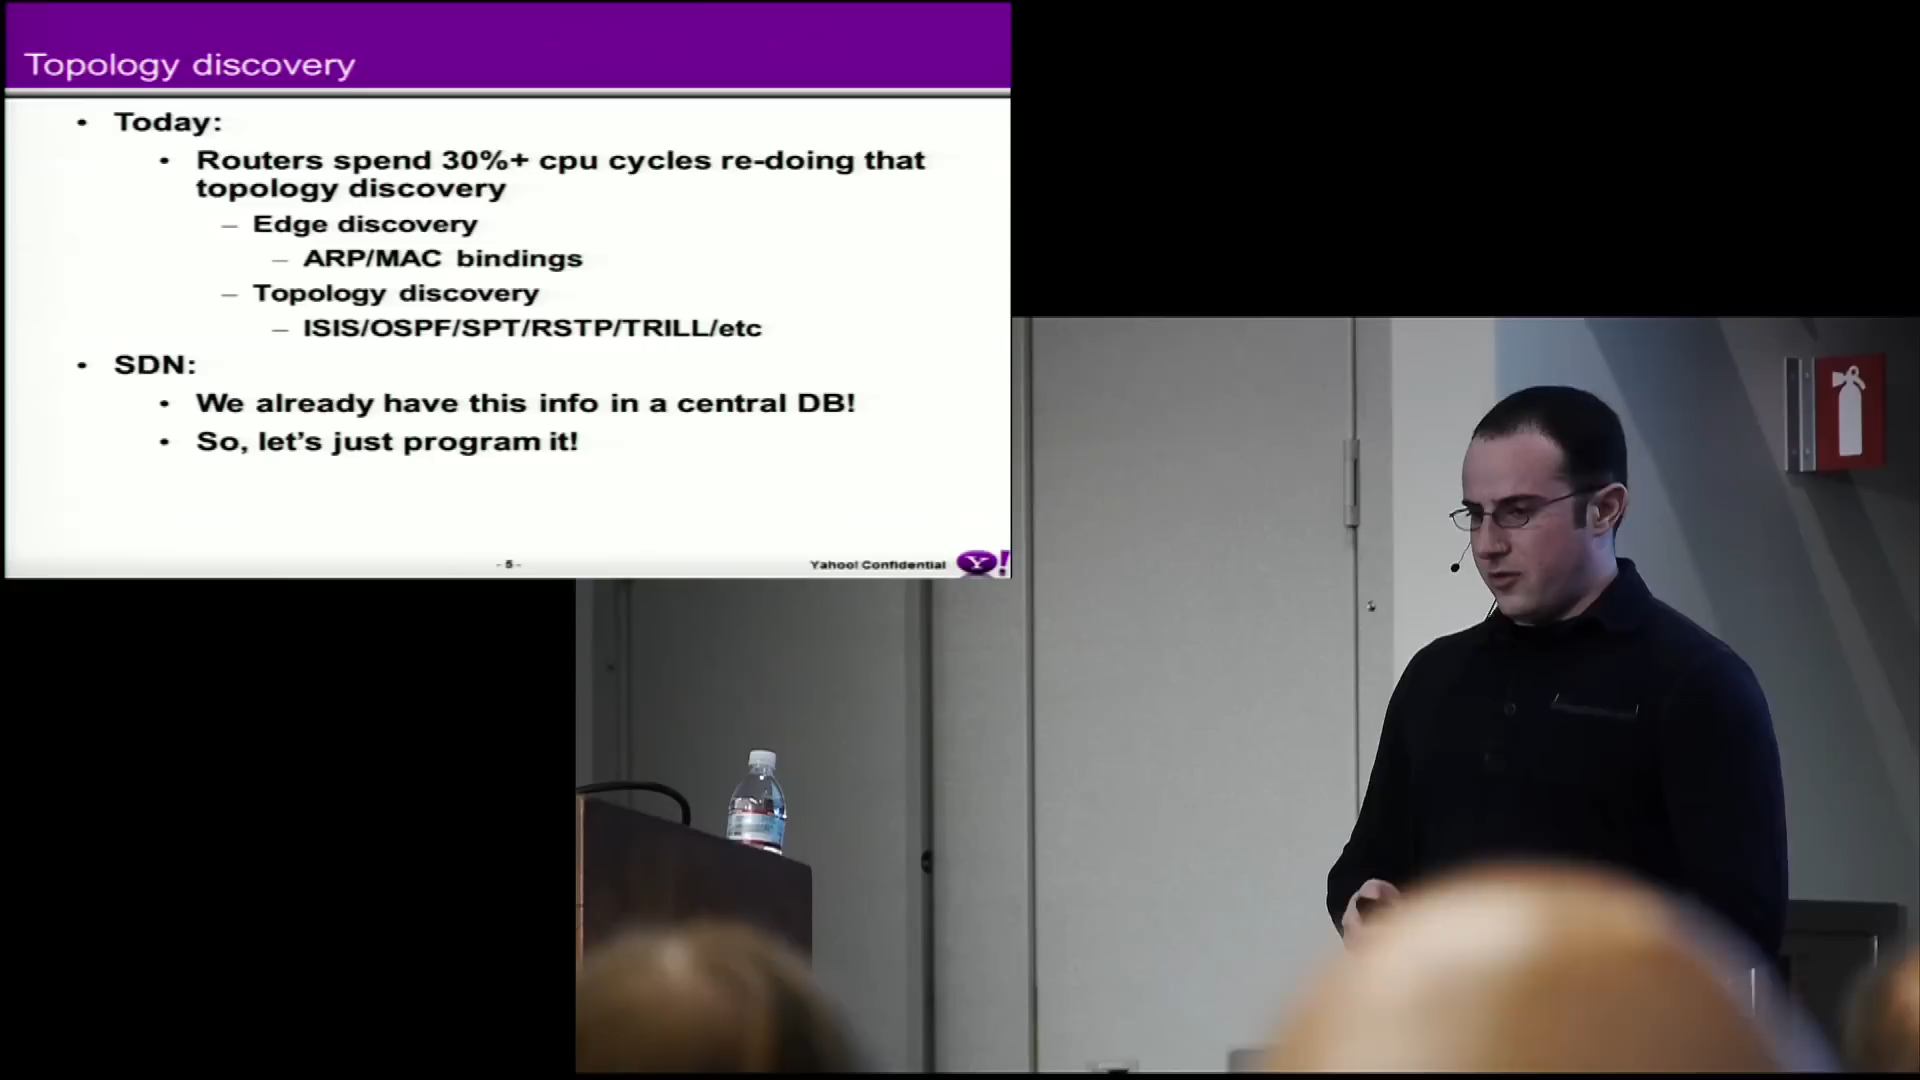 Topology discovery
• Today:
• Routers spend 30%+ cpu cycles re-doing that
topology discovery
– Edge discovery
– ARP/MAC bindings
– Topology discovery
– ISIS/OSPF/SPT/RSTP/TRILL/etc
• SDN:
• We already have this info in a central DB!
• So, let's just program it!
- 5 -
Yahoo! Confidential
Y!